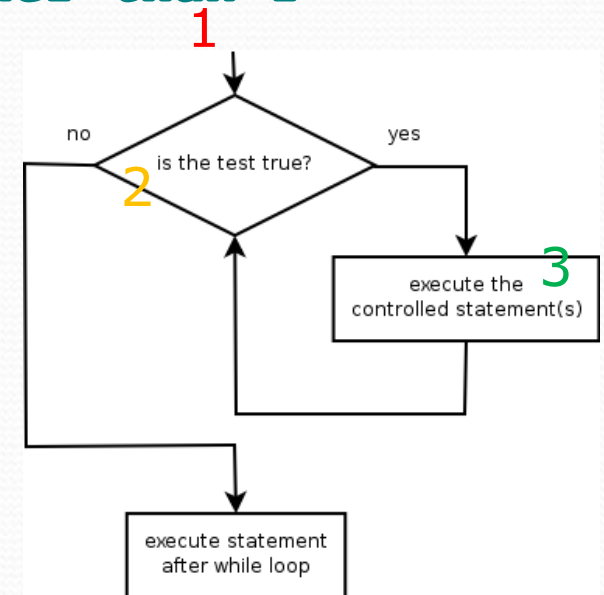 1
no
yes
is the test true?
2
3
execute the
controlled statement(s)
execute statement
after while loop